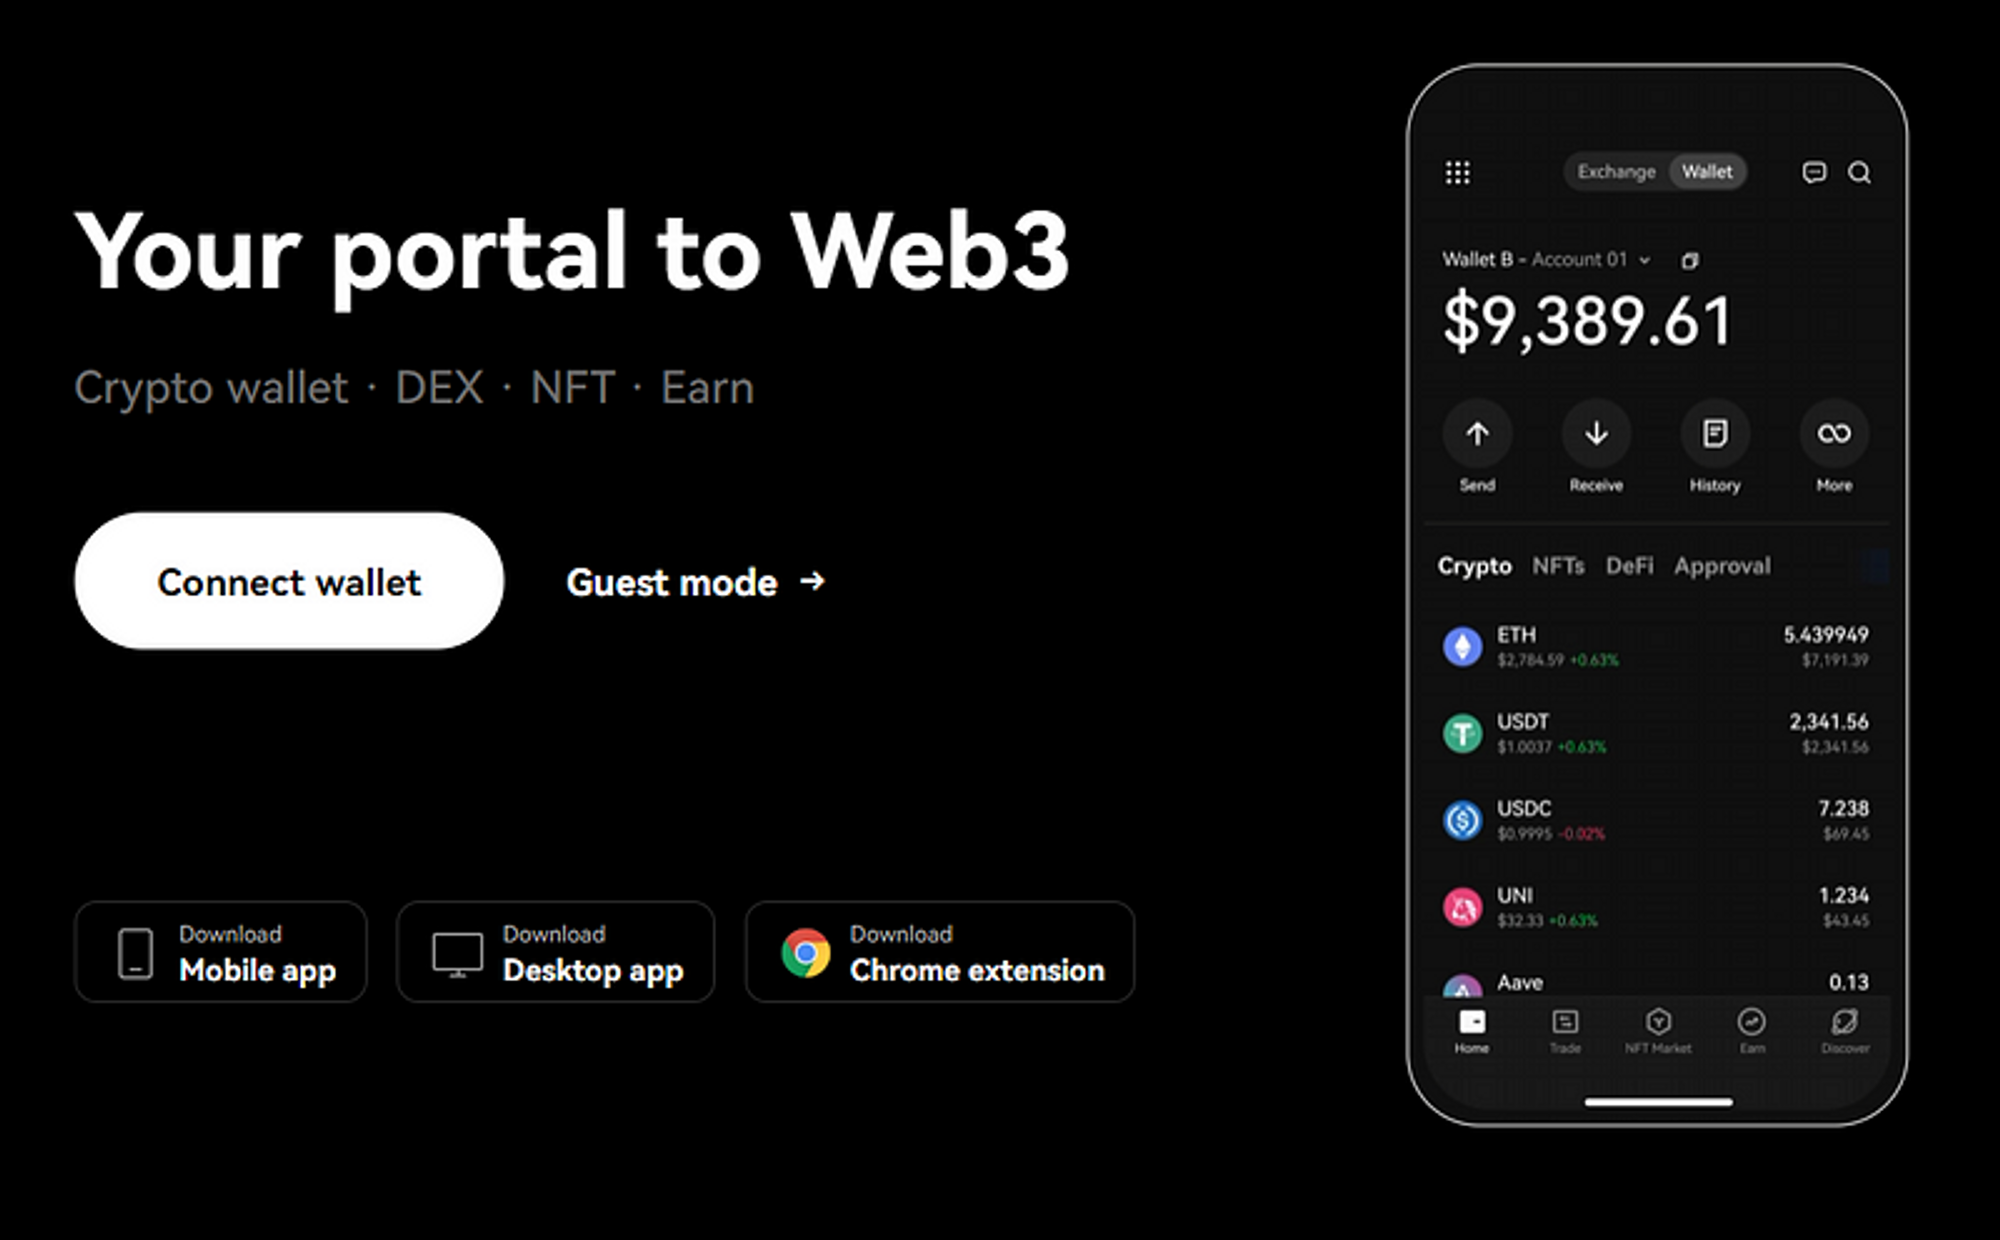 Your portal to Web3
Crypto wallet · DEX · NFT · Earn
Connect wallet
Guest mode →
Download
Mobile app
Download
Desktop app
Download
Chrome extension
Exchange Wallet
Wallet B - Account 01
$9,389.61
Send Receive History More
Crypto NFTs DeFi Approval
ETH 5.439949
$2,784.59 +0.63% $7,191.39
USDT 2,341.56
$1.0037 +0.63% $2,341.56
USDC 7.238
$0.9995 -0.02% $69.45
UNI 1.234
$32.33 +0.63% $43.45
Aave 0.13
Home Trade NFT Market Earn Discover